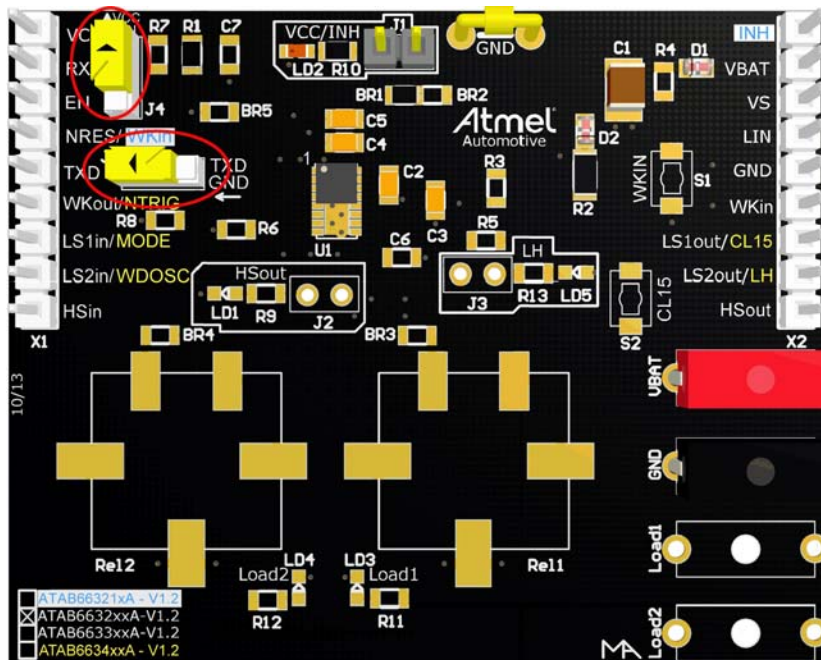 VCC
VCC
RX
EN
J4
NRES/WKin
TXD
TXD
GND
WKout/NTRIG
LS1in/MODE
LS2in/WDOSC
HSin
X1
R7
R1
C7
VCC/INH
J1
LD2
R10
GND
BR5
BR1
BR2
C5
C4
1
U1
C2
C3
Atmel
Automotive
C1
R4
D1
D2
R3
R2
R5
R8
R6
C6
WKIN
S1
INH
VBAT
VS
LIN
GND
WKin
LS1out/CL15
LS2out/LH
HSout
X2
HSout
LD1
R9
J2
LH
J3
R13
LD5
CL15
S2
BR4
BR3
10/13
VBAT
GND
Load1
Load2
Rel2
Rel1
LD4
Load2
R12
LD3
Load1
R11
ATAB66321xA - V1.2
ATAB6632xxA-V1.2
ATAB6633xxA-V1.2
ATAB6634xxA - V1.2
MA